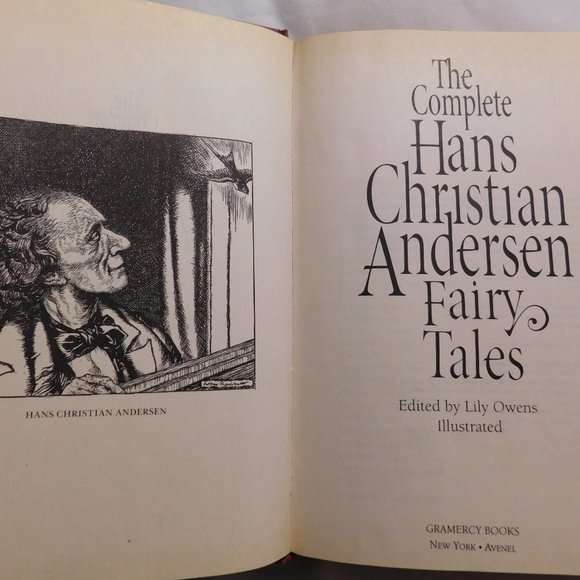 HANS CHRISTIAN ANDERSEN
The
Complete
Hans
Christian
Andersen
Fairy
Tales
Edited by Lily Owens
Illustrated
GRAMERCY BOOKS
NEW YORK • AVENEL